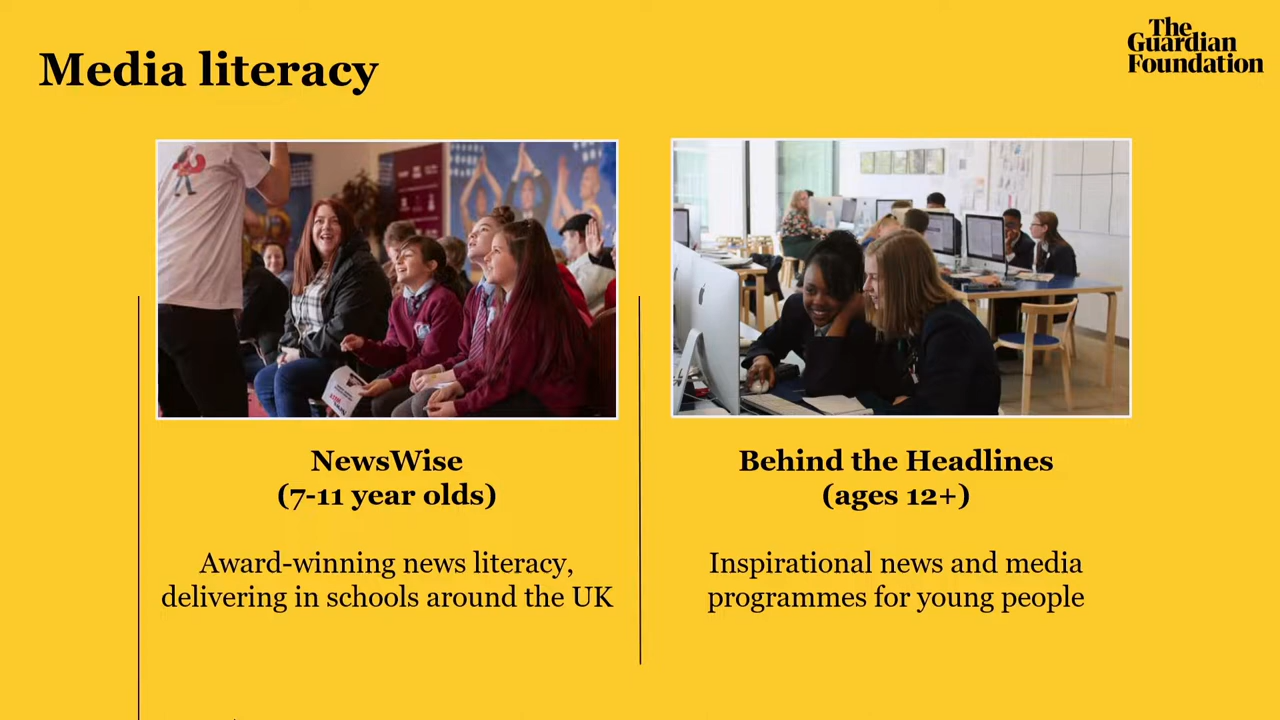 Media literacy
The
Guardian
Foundation
NewsWise
(7-11 year olds)
Award-winning news literacy,
delivering in schools around the UK
Behind the Headlines
(ages 12+)
Inspirational news and media
programmes for young people